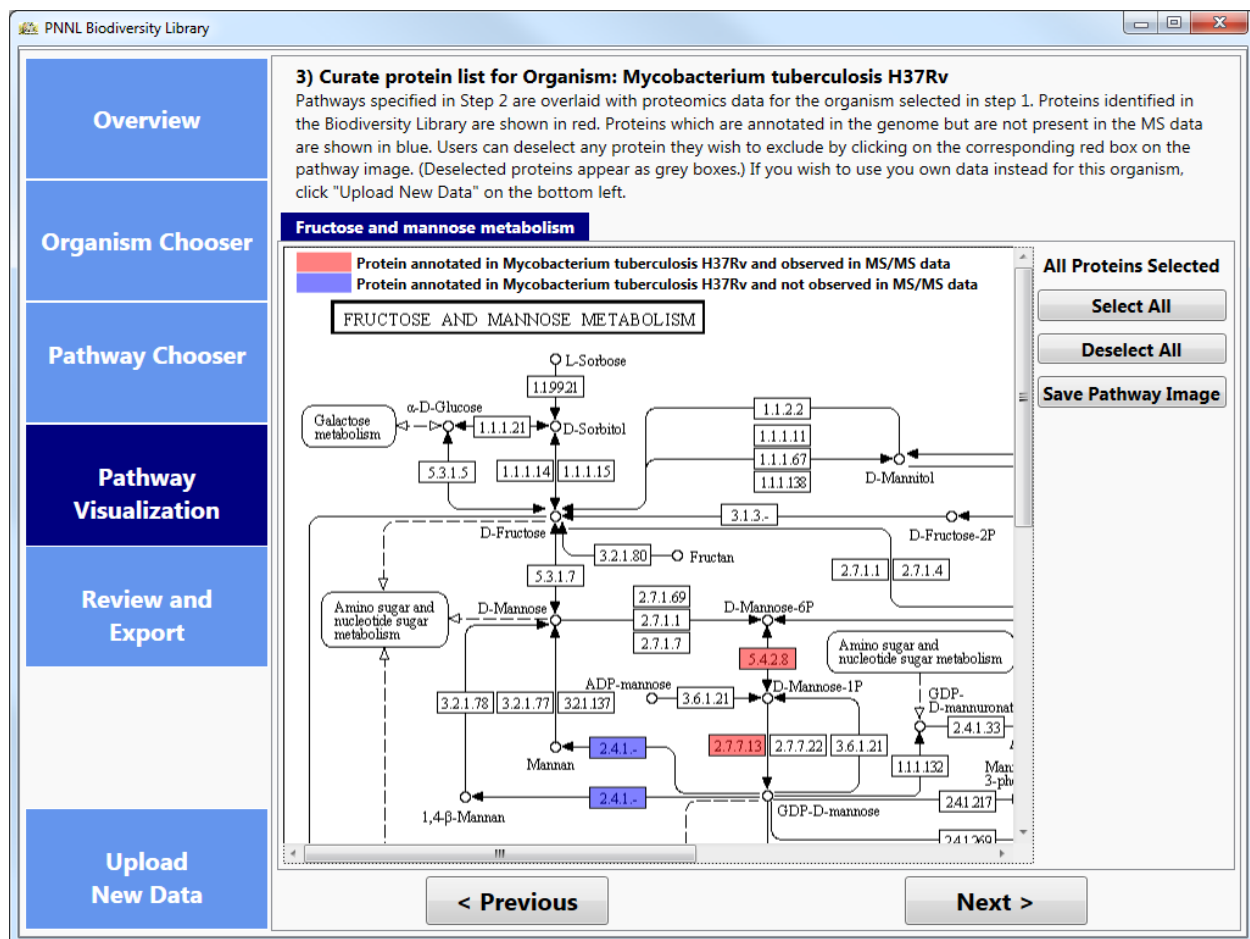 PNNL Biodiversity Library
Overview
Organism Chooser
Pathway Chooser
Pathway
Visualization
Review and
Export
Upload
New Data
3) Curate protein list for Organism: Mycobacterium tuberculosis H37Rv
Pathways specified in Step 2 are overlaid with proteomics data for the organism selected in step 1. Proteins identified in
the Biodiversity Library are shown in red. Proteins which are annotated in the genome but are not present in the MS data
are shown in blue. Users can deselect any protein they wish to exclude by clicking on the corresponding red box on the
pathway image. (Deselected proteins appear as grey boxes.) If you wish to use you own data instead for this organism,
click "Upload New Data" on the bottom left.
Fructose and mannose metabolism
Protein annotated in Mycobacterium tuberculosis H37Rv and observed in MS/MS data
Protein annotated in Mycobacterium tuberculosis H37Rv and not observed in MS/MS data
FRUCTOSE AND MANNOSE METABOLISM
L-Sorbose
1.1.99.21
Galactose
metabolism
α-D-Glucose
1.1.1.21
D-Sorbitol
1.1.2.2
1.1.1.11
1.1.1.67
1.1.1.138
D-Mannitol
5.3.1.5
1.1.1.14
1.1.1.15
D-Fructose
3.1.3.-
D-Fructose-2P
3.2.1.80
Fructan
5.3.1.7
2.7.1.1
2.7.1.4
Amino sugar and
nucleotide sugar
metabolism
D-Mannose
2.7.1.69
2.7.1.1
2.7.1.7
D-Mannose-6P
5.4.2.8
Amino sugar and
nucleotide sugar metabolism
ADP-mannose
3.6.1.21
D-Mannose-1P
GDP-
D-mannuronat
2.4.1.33
3.2.1.78
3.2.1.77
3.2.1.137
Mannan
2.4.1.-
2.7.7.13
2.7.7.22
3.6.1.21
1.1.1.132
Man
3-ph
2.4.1.-
1,4-β-Mannan
GDP-D-mannose
2.4.1.217
2.4.1.269
All Proteins Selected
Select All
Deselect All
Save Pathway Image
< Previous
Next >